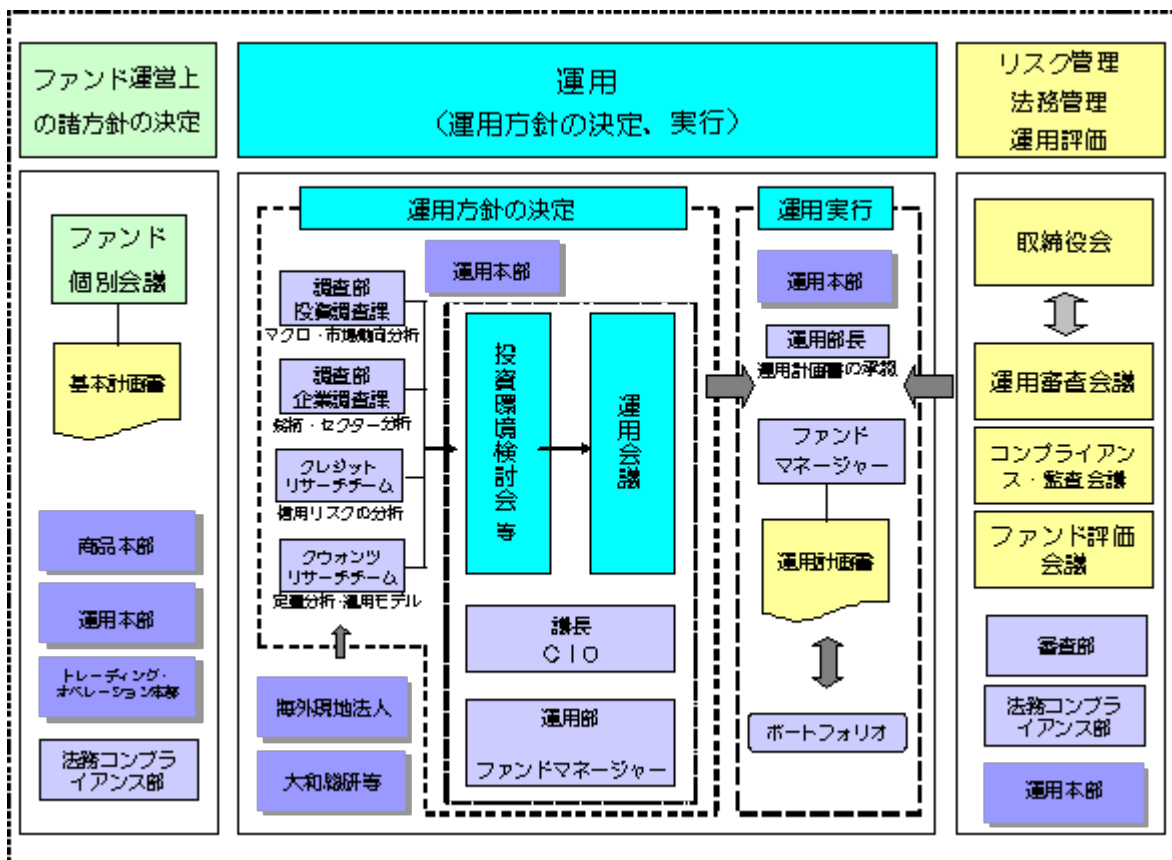 ファンド運営上
の諸方針の決定
ファンド
個別会議
基本計画書
商品本部
運用本部
トレーディング・
オペレーション本部
法務コンプラ
イアンス部
運用
(運用方針の決定、実行)
運用方針の決定
運用本部
調査部
投資調査課
マクロ・市場動向分析
調査部
企業調査課
銘柄・セクター分析
クレジット
リサーチチーム
信用リスクの分析
クウォンツ
リサーチチーム
定量分析・運用モデル
海外現地法人
大和総研等
投資環境検討会 等
運用会議
議長
CIO
運用部
ファンドマネージャー
運用実行
運用本部
運用部長
運用計画書の承認
ファンド
マネージャー
運用計画書
ポートフォリオ
リスク管理
法務管理
運用評価
取締役会
運用審査会議
コンプライアン
ス・監査会議
ファンド評価
会議
審査部
法務コンプラ
イアンス部
運用本部